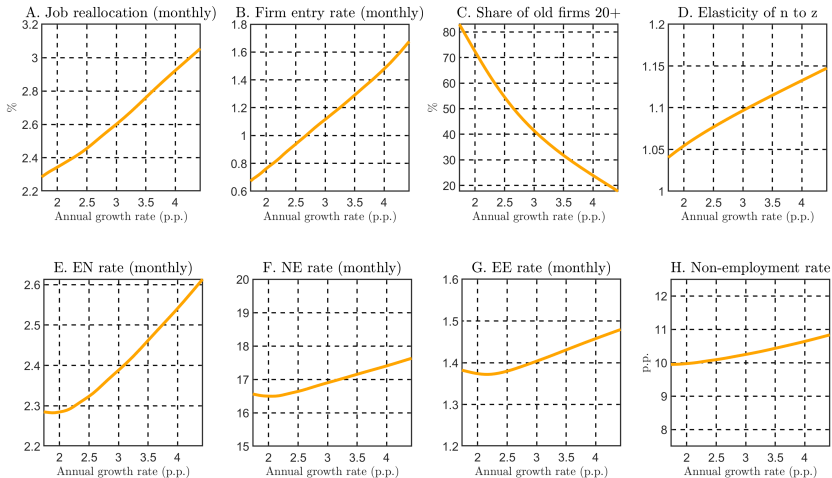 A. Job reallocation (monthly)
B. Firm entry rate (monthly)
C. Share of old firms 20+
D. Elasticity of n to z
3.2
3
2.8
2.6
2.4
2.2
%
2 2.5 3 3.5 4
Annual growth rate (p.p.)
1.8
1.6
1.4
1.2
1
0.8
0.6
2 2.5 3 3.5 4
Annual growth rate (p.p.)
80
70
60
50
40
30
20
%
2 2.5 3 3.5 4
Annual growth rate (p.p.)
1.2
1.15
1.1
1.05
1
2 2.5 3 3.5 4
Annual growth rate (p.p.)
E. EN rate (monthly)
F. NE rate (monthly)
G. EE rate (monthly)
H. Non-employment rate
2.6
2.5
2.4
2.3
2.2
2 2.5 3 3.5 4
Annual growth rate (p.p.)
20
19
18
17
16
15
2 2.5 3 3.5 4
Annual growth rate (p.p.)
1.6
1.5
1.4
1.3
1.2
2 2.5 3 3.5 4
Annual growth rate (p.p.)
12
11
10
9
8
p.p.
2 2.5 3 3.5 4
Annual growth rate (p.p.)